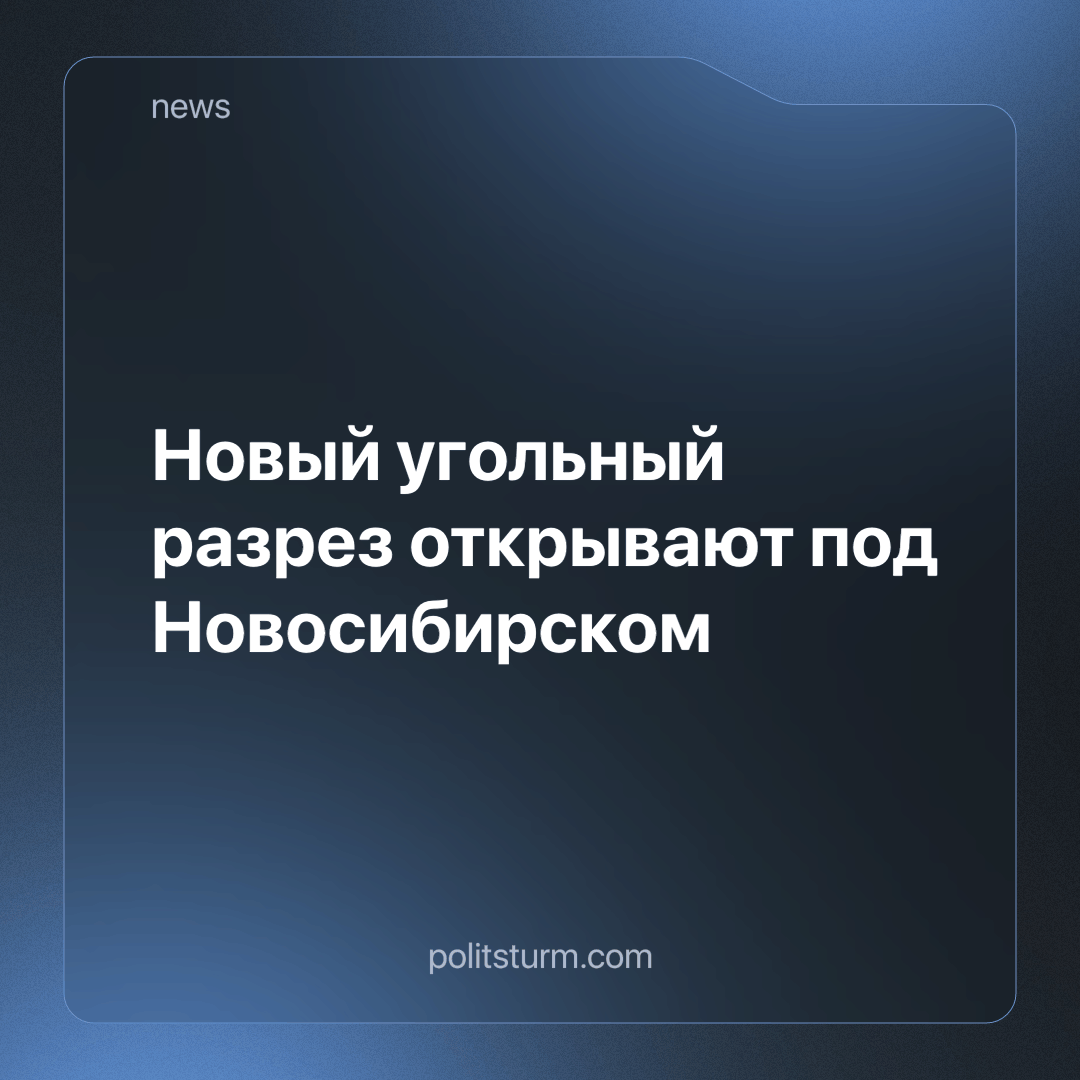 news
Новый угольный
разрез открывают под
Новосибирском
politsturm.com